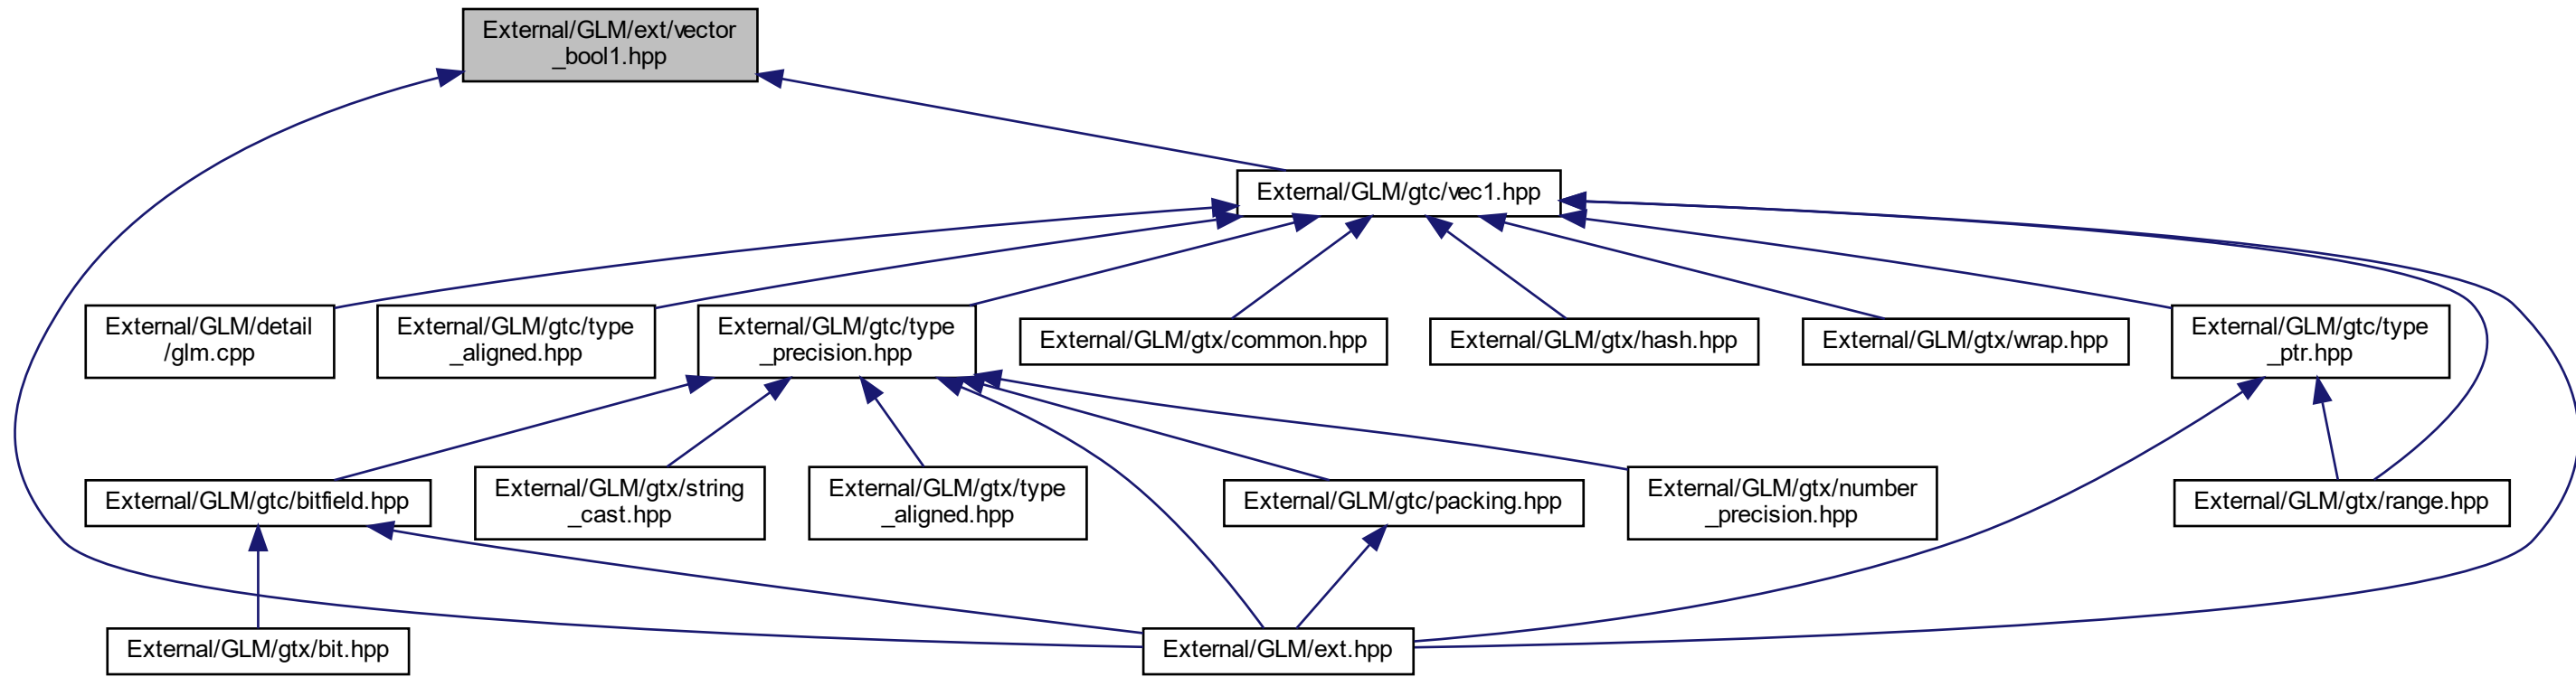 External/GLM/ext/vector
_bool1.hpp
External/GLM/gtc/vec1.hpp
External/GLM/detail
/glm.cpp
External/GLM/gtc/type
_aligned.hpp
External/GLM/gtc/type
_precision.hpp
External/GLM/gtx/common.hpp
External/GLM/gtx/hash.hpp
External/GLM/gtx/wrap.hpp
External/GLM/gtc/type
_ptr.hpp
External/GLM/gtc/bitfield.hpp
External/GLM/gtx/string
_cast.hpp
External/GLM/gtx/type
_aligned.hpp
External/GLM/gtc/packing.hpp
External/GLM/gtx/number
_precision.hpp
External/GLM/gtx/range.hpp
External/GLM/gtx/bit.hpp
External/GLM/ext.hpp